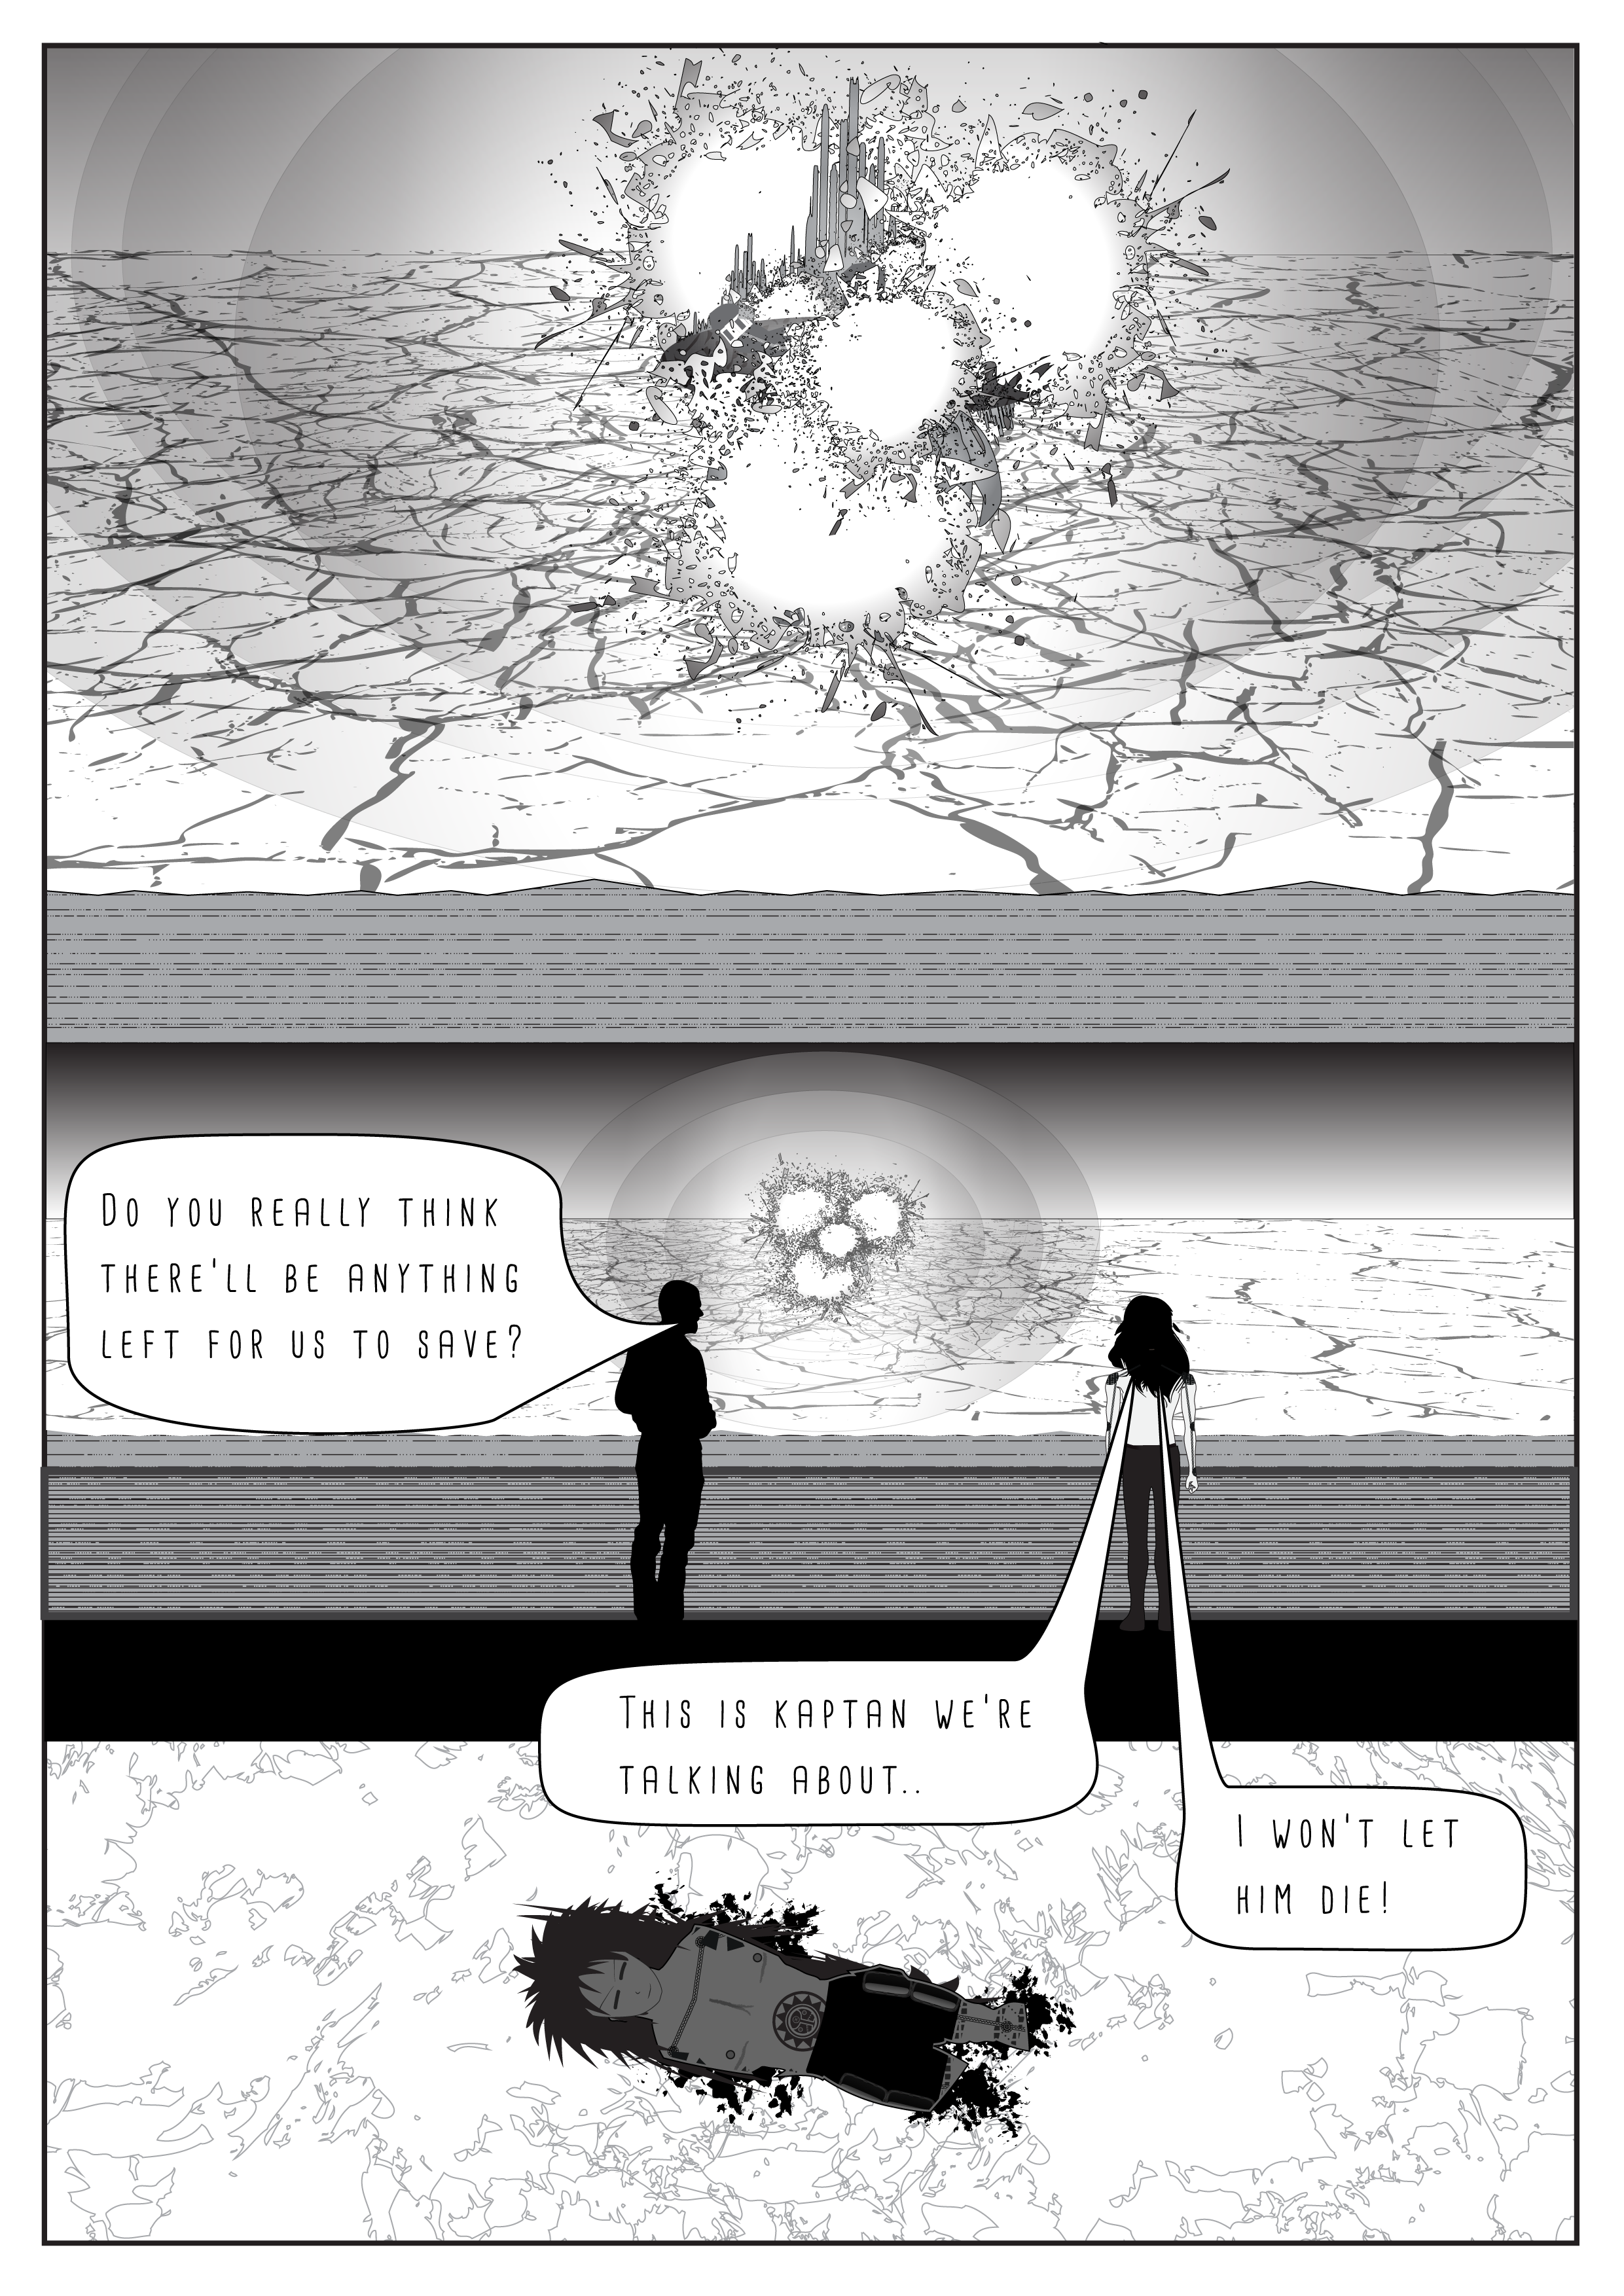 Do you really think
there'll be anything
left for us to save?
This is kaptan we're
talking about..
I won't let
him die!